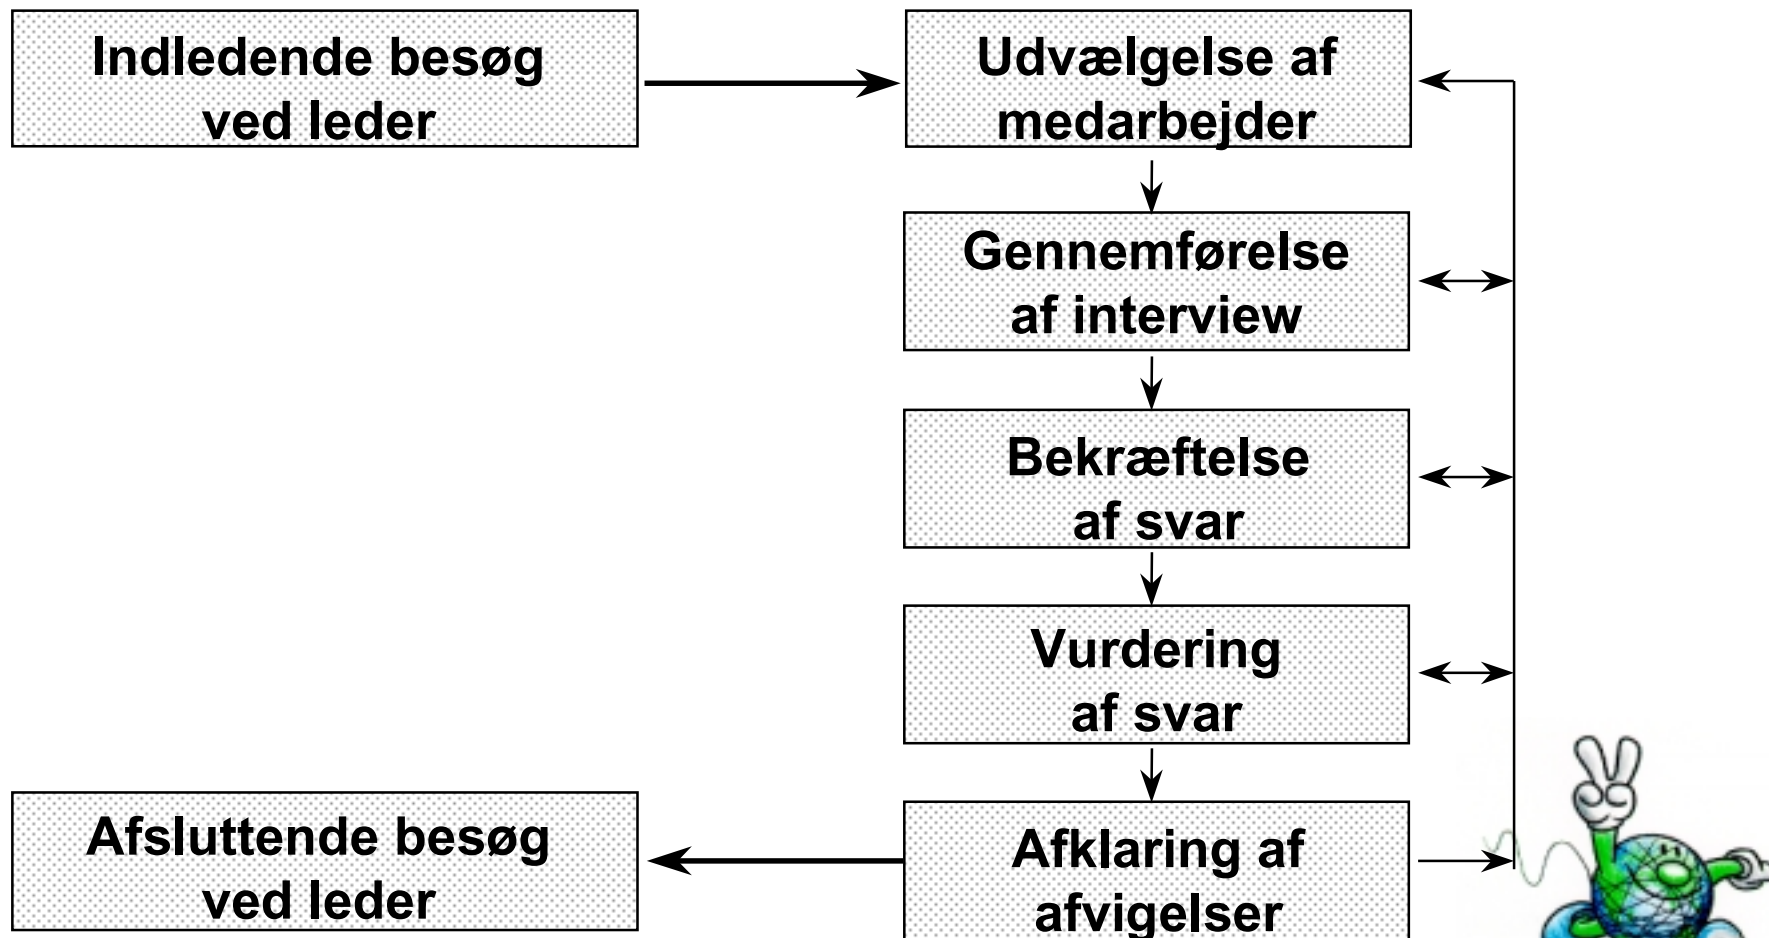 Indledende besøg
ved leder
Udvælgelse af
medarbejder
Gennemførelse
af interview
Bekræftelse
af svar
Vurdering
af svar
Afklaring af
afvigelser
Afsluttende besøg
ved leder